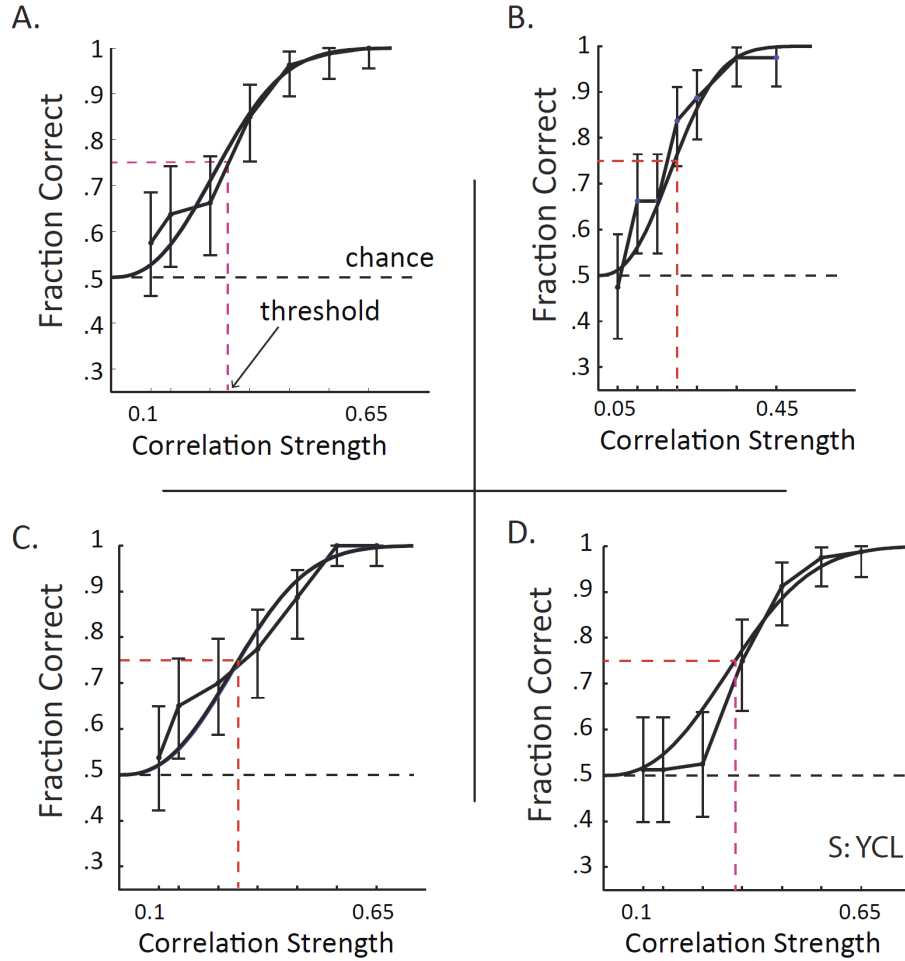 A.
Fraction Correct
1
.9
.8
.7
.6
.5
.4
.3
chance
threshold
0.1 0.65
Correlation Strength
B.
Fraction Correct
1
.9
.8
.7
.6
.5
.4
.3
0.05 0.45
Correlation Strength
C.
Fraction Correct
1
.9
.8
.7
.6
.5
.4
.3
0.1 0.65
Correlation Strength
D.
Fraction Correct
1
.9
.8
.7
.6
.5
.4
.3
S: YCL
0.1 0.65
Correlation Strength